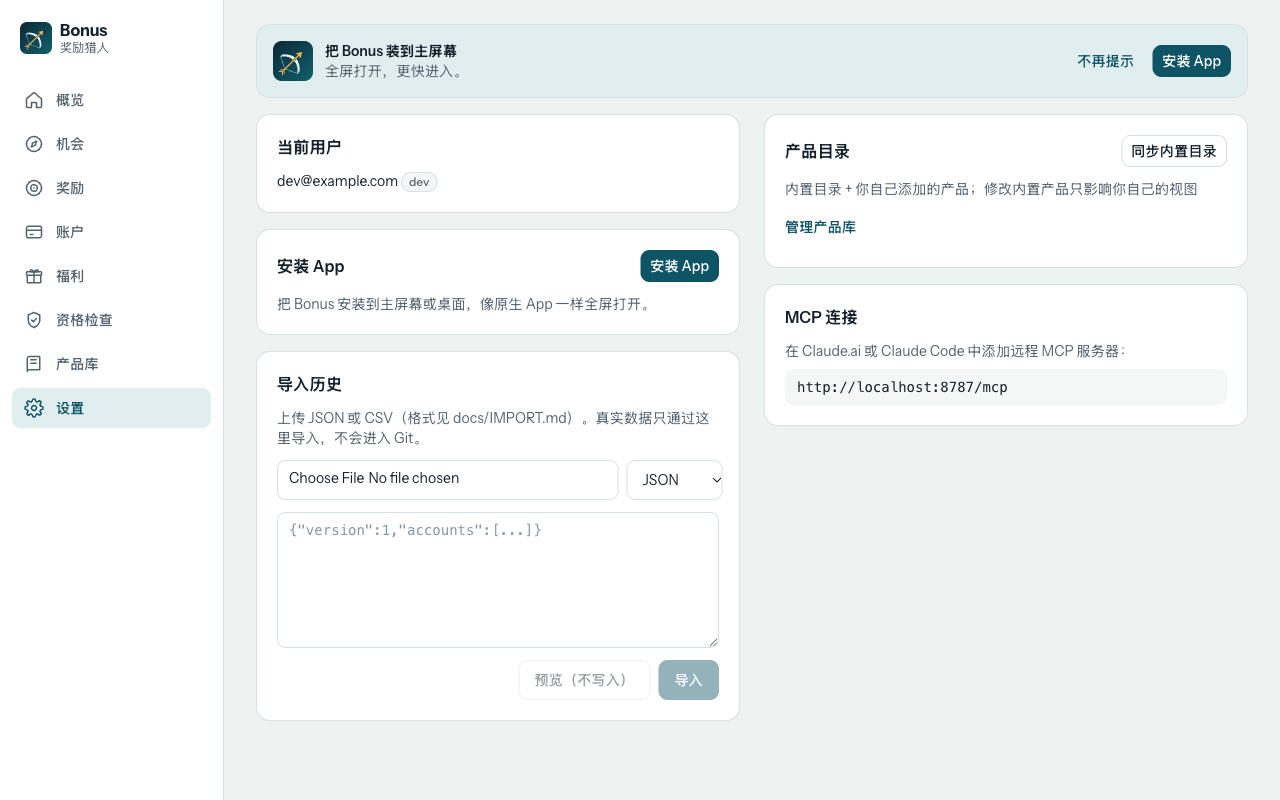 Bonus
奖励猎人
概览
机会
奖励
账户
福利
资格检查
产品库
设置
把 Bonus 装到主屏幕
全屏打开，更快进入。
不再提示
安装 App
当前用户
dev@example.com dev
安装 App
安装 App
把 Bonus 安装到主屏幕或桌面，像原生 App 一样全屏打开。
导入历史
上传 JSON 或 CSV（格式见 docs/IMPORT.md）。真实数据只通过这
里导入，不会进入 Git。
Choose File No file chosen
JSON
{"version":1,"accounts":[...]}
预览（不写入）
导入
产品目录
同步内置目录
内置目录 + 你自己添加的产品；修改内置产品只影响你自己的视图
管理产品库
MCP 连接
在 Claude.ai 或 Claude Code 中添加远程 MCP 服务器：
http://localhost:8787/mcp